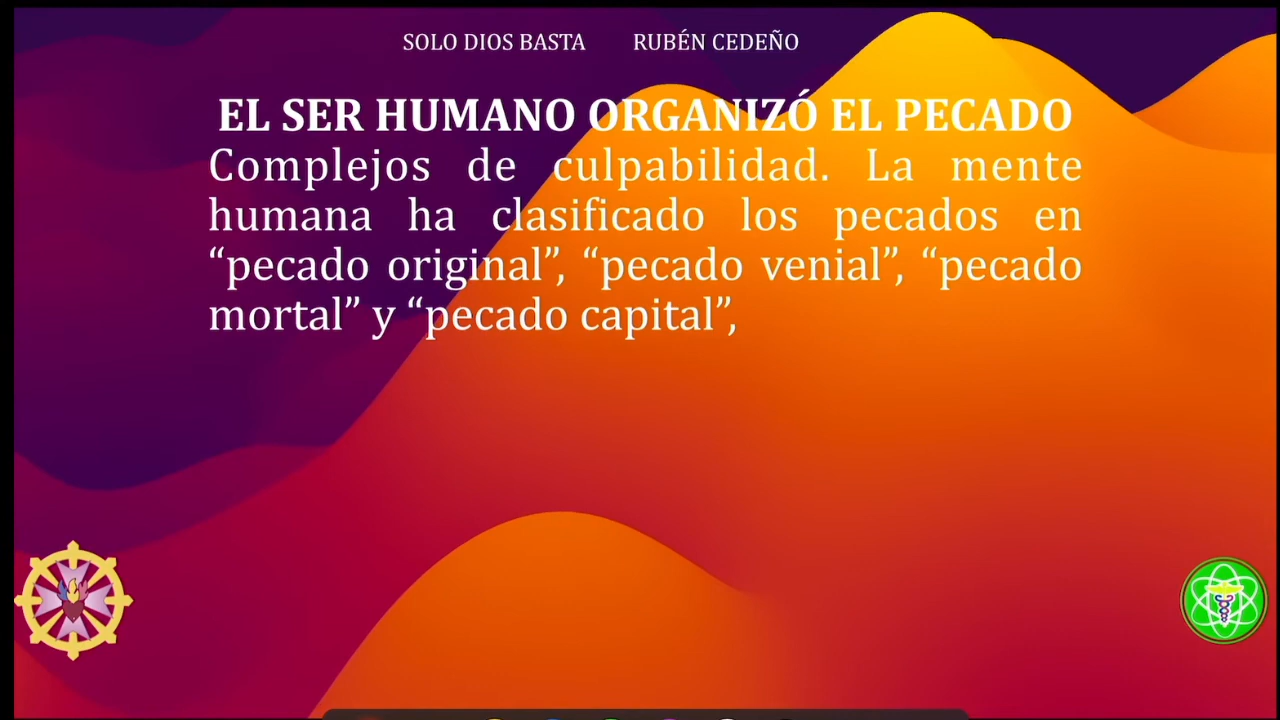 SOLO DIOS BASTA RUBÉN CEDEÑO
EL SER HUMANO ORGANIZÓ EL PECADO
Complejos de culpabilidad. La mente
humana ha clasificado los pecados en
“pecado original”, “pecado venial”, “pecado
mortal” y “pecado capital”,